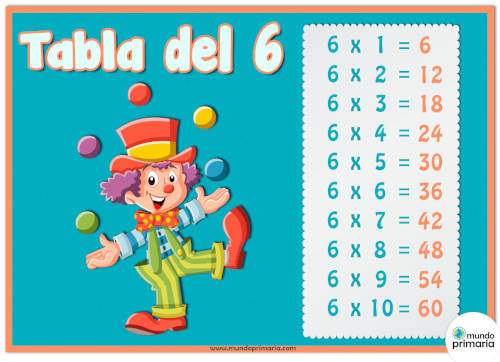 Tabla del 6
6 x 1 = 6
6 x 2 = 12
6 x 3 = 18
6 x 4 = 24
6 x 5 = 30
6 x 6 = 36
6 x 7 = 42
6 x 8 = 48
6 x 9 = 54
6 x 10 = 60
www.mundoprimaria.com
mundo
primaria